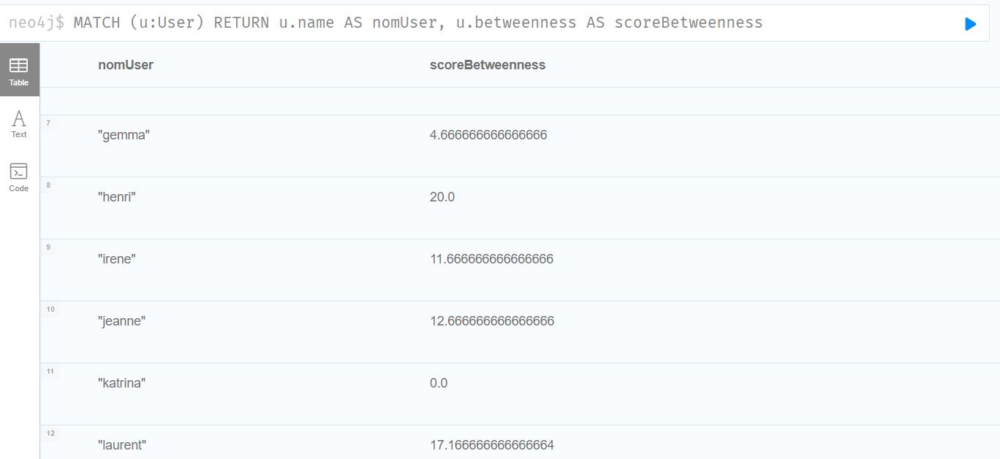 neo4j$ MATCH (u:User) RETURN u.name AS nomUser, u.betweenness AS scoreBetweenness
Table
Text
Code
nomUser scoreBetweenness
7 "gemma" 4.666666666666666
8 "henri" 20.0
9 "irene" 11.666666666666666
10 "jeanne" 12.666666666666666
11 "katrina" 0.0
12 "laurent" 17.166666666666664